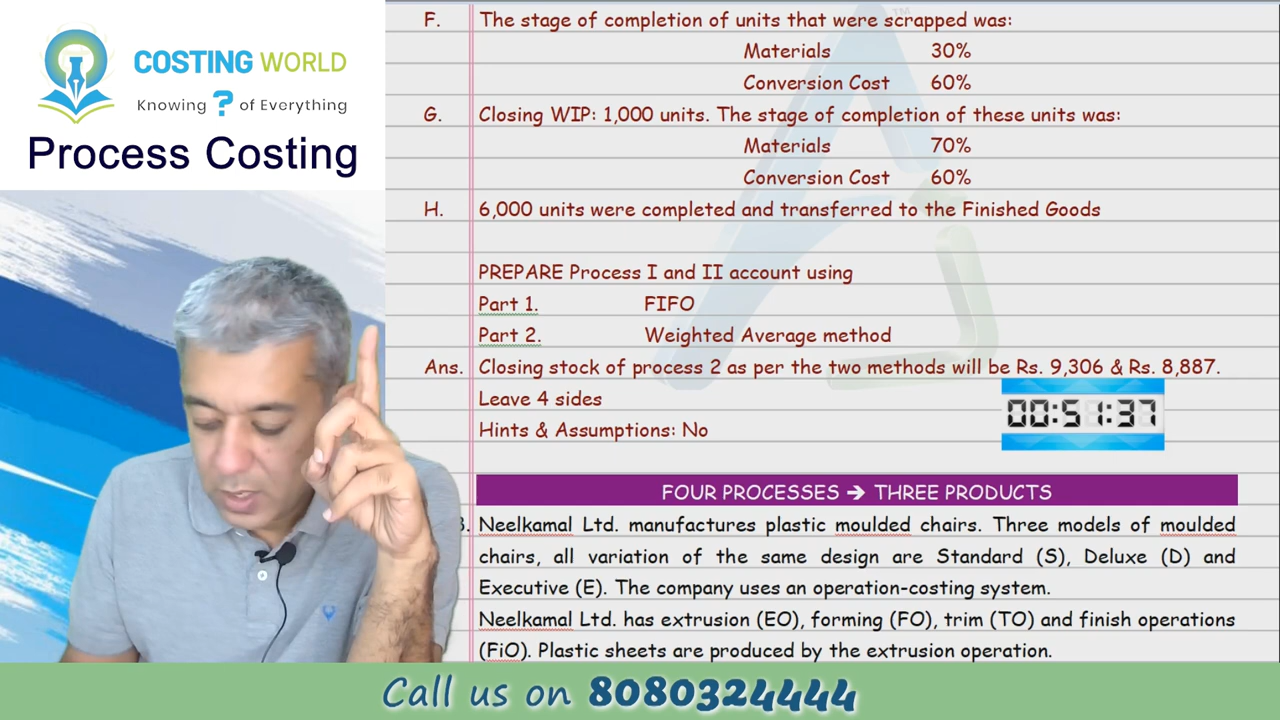 COSTING WORLD
Knowing ? of Everything
Process Costing
F. The stage of completion of units that were scrapped was:
Materials 30%
Conversion Cost 60%
G. Closing WIP: 1,000 units. The stage of completion of these units was:
Materials 70%
Conversion Cost 60%
H. 6,000 units were completed and transferred to the Finished Goods
PREPARE Process I and II account using
Part 1. FIFO
Part 2. Weighted Average method
Ans. Closing stock of process 2 as per the two methods will be Rs. 9,306 & Rs. 8,887.
Leave 4 sides
Hints & Assumptions: No
00:51:37
FOUR PROCESSES → THREE PRODUCTS
3. Neelkamal Ltd. manufactures plastic moulded chairs. Three models of moulded
chairs, all variation of the same design are Standard (S), Deluxe (D) and
Executive (E). The company uses an operation-costing system.
Neelkamal Ltd. has extrusion (EO), forming (FO), trim (TO) and finish operations
(FiO). Plastic sheets are produced by the extrusion operation.
Call us on 8080324444